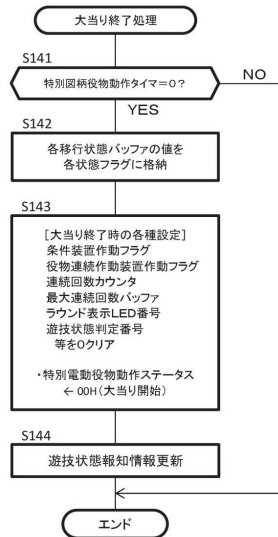 大当り終了処理
S141
特別図柄役物動作タイマ=0?
NO
YES
S142
各移行状態バッファの値を
各状態フラグに格納
S143
[大当り終了時の各種設定]
条件装置作動フラグ
役物連続作動装置作動フラグ
連続回数カウンタ
最大連続回数バッファ
ラウンド表示LED番号
遊技状態判定番号
等を0クリア
・特別電動役物動作ステータス
← 00H(大当り開始)
S144
遊技状態報知情報更新
エンド